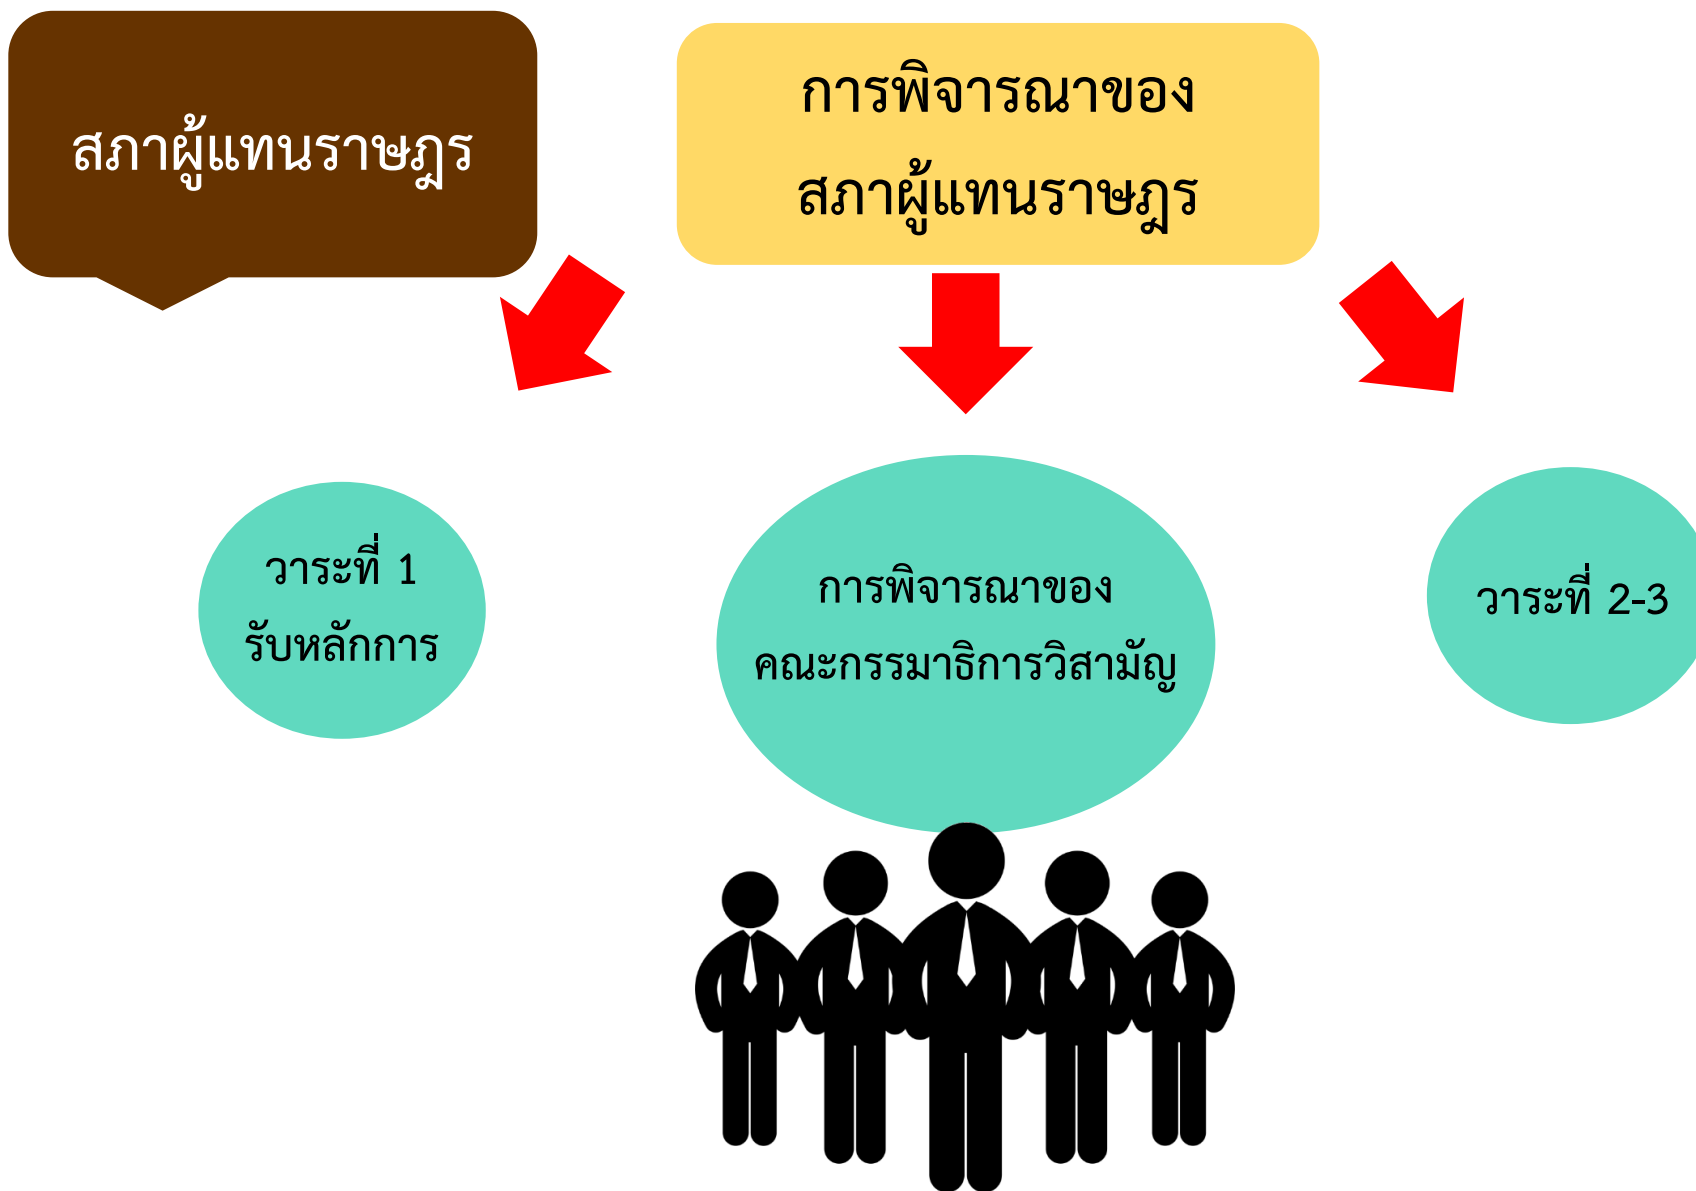 สภาผู้แทนราษฎร
การพิจารณาของ
สภาผู้แทนราษฎร
วาระที่ 1
รับหลักการ
การพิจารณาของ
คณะกรรมาธิการวิสามัญ
วาระที่ 2-3